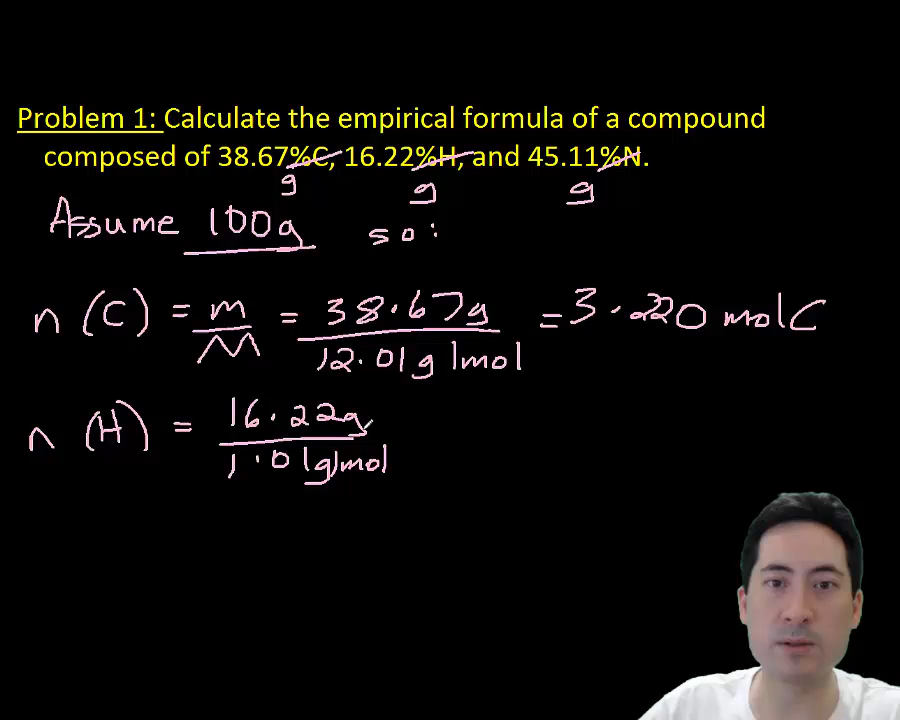 Problem 1: Calculate the empirical formula of a compound
composed of 38.67%C, 16.22%H, and 45.11%N.
g g g
Assume 100g so:
n (C) = m/M = 38.67g/12.01g/mol = 3.220 mol C
n (H) = 16.22g/1.01g/mol